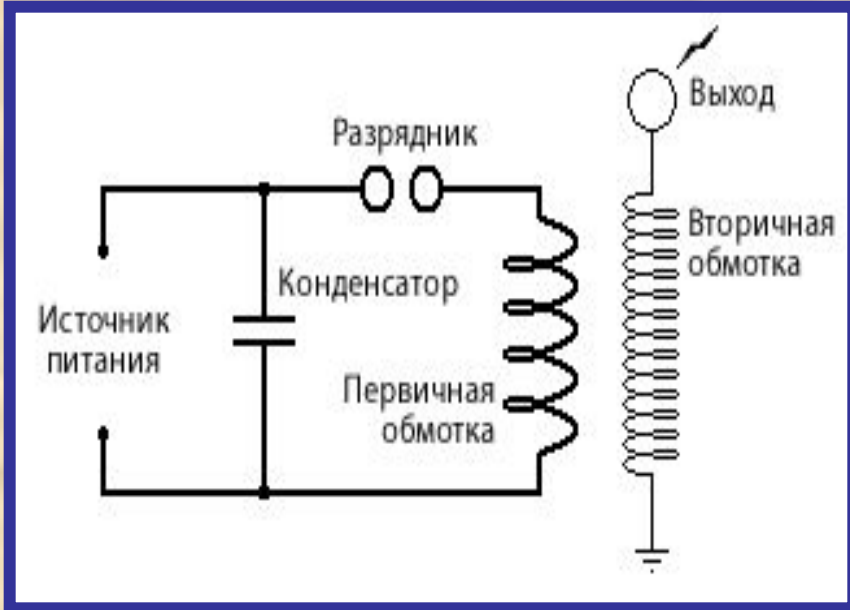 Выход
Разрядник
Вторичная
обмотка
Конденсатор
Источник
питания
Первичная
обмотка